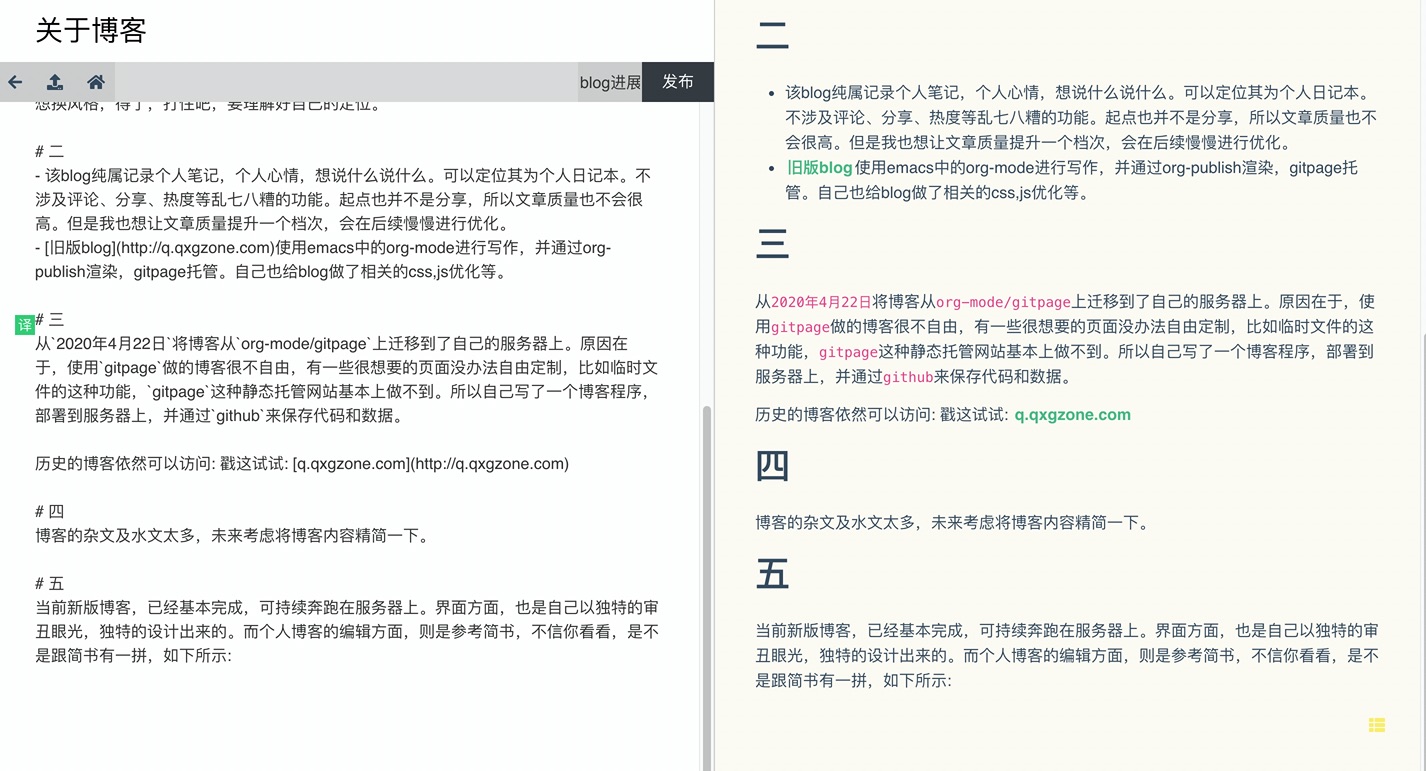 关于博客
blog进展
发布
想换风格，得了，打住吧，要理解好自己的定位。
# 二
- 该blog纯属记录个人笔记，个人心情，想说什么说什么。可以定位其为个人日记本。不
涉及评论、分享、热度等乱七八糟的功能。起点也并不是分享，所以文章质量也不会很
高。但是我也想让文章质量提升一个档次，会在后续慢慢进行优化。
- [旧版blog](http://q.qxgzone.com)使用emacs中的org-mode进行写作，并通过org-
publish渲染，gitpage托管。自己也给blog做了相关的css,js优化等。
译
# 三
从`2020年4月22日`将博客从`org-mode/gitpage`上迁移到了自己的服务器上。原因在
于，使用`gitpage`做的博客很不自由，有一些很想要的页面没办法自由定制，比如临时文
件的这种功能，`gitpage`这种静态托管网站基本上做不到。所以自己写了一个博客程序，
部署到服务器上，并通过`github`来保存代码和数据。
历史的博客依然可以访问: 戳这试试: [q.qxgzone.com](http://q.qxgzone.com)
# 四
博客的杂文及水文太多，未来考虑将博客内容精简一下。
# 五
当前新版博客，已经基本完成，可持续奔跑在服务器上。界面方面，也是自己以独特的审
丑眼光，独特的设计出来的。而个人博客的编辑方面，则是参考简书，不信你看看，是不
是跟简书有一拼，如下所示:
二
• 该blog纯属记录个人笔记，个人心情，想说什么说什么。可以定位其为个人日记本。
不涉及评论、分享、热度等乱七八糟的功能。起点也并不是分享，所以文章质量也不
会很高。但是我也想让文章质量提升一个档次，会在后续慢慢进行优化。
• 旧版blog使用emacs中的org-mode进行写作，并通过org-publish渲染，gitpage托
管。自己也给blog做了相关的css,js优化等。
三
从2020年4月22日将博客从org-mode/gitpage上迁移到了自己的服务器上。原因在于，使
用gitpage做的博客很不自由，有一些很想要的页面没办法自由定制，比如临时文件的这
种功能，gitpage这种静态托管网站基本上做不到。所以自己写了一个博客程序，部署到
服务器上，并通过github来保存代码和数据。
历史的博客依然可以访问: 戳这试试: q.qxgzone.com
四
博客的杂文及水文太多，未来考虑将博客内容精简一下。
五
当前新版博客，已经基本完成，可持续奔跑在服务器上。界面方面，也是自己以独特的审
丑眼光，独特的设计出来的。而个人博客的编辑方面，则是参考简书，不信你看看，是不
是跟简书有一拼，如下所示: